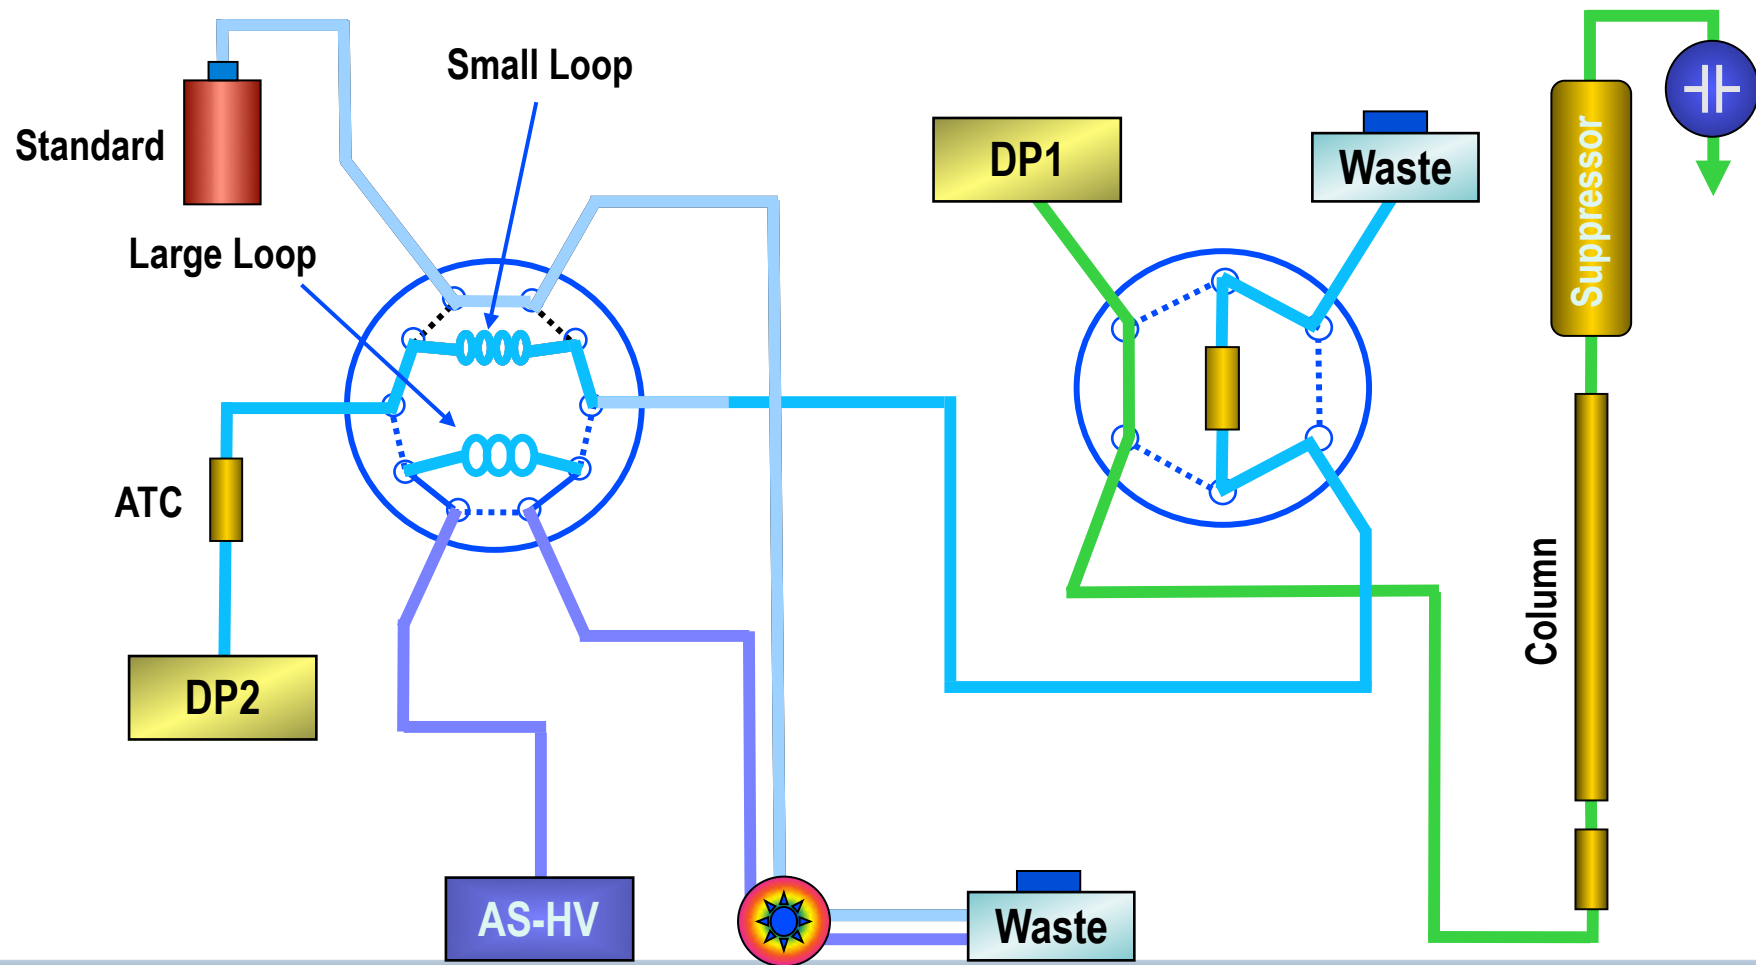 Small Loop
Standard
DP1
Waste
Suppressor
Large Loop
ATC
Column
DP2
AS-HV
Waste